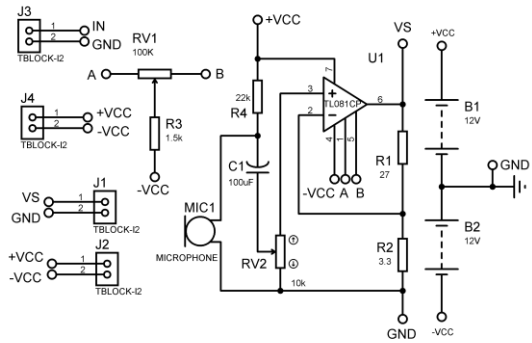 J3
1
IN
2
GND
TBLOCK-I2
RV1
100K
A
B
R3
1.5k
-VCC
J4
1
+VCC
2
-VCC
TBLOCK-I2
J1
VS
1
GND
2
TBLOCK-I2
J2
+VCC
1
-VCC
2
TBLOCK-I2
+VCC
22k
R4
C1
100uF
MIC1
MICROPHONE
RV2
10k
U1
7
3
TL081CP
6
2
4
1
5
-VCC
A
B
VS
R1
27
R2
3.3
GND
+VCC
B1
12V
GND
B2
12V
-VCC